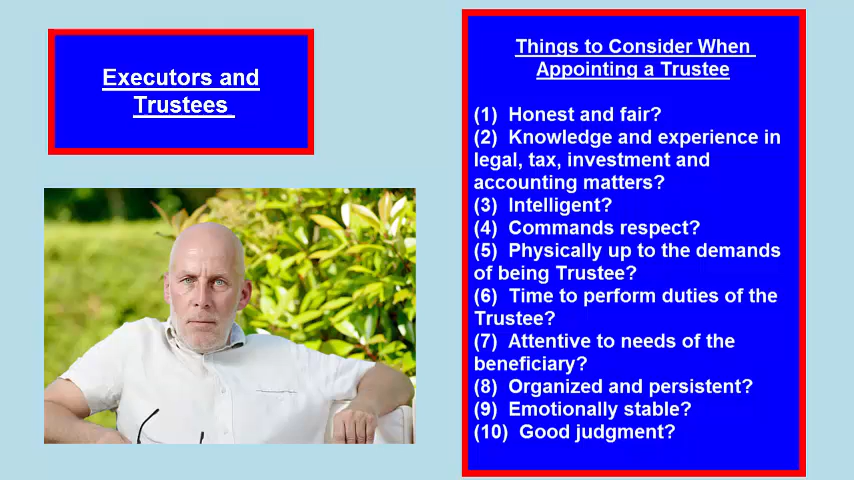 Executors and
Trustees
Things to Consider When
Appointing a Trustee
(1) Honest and fair?
(2) Knowledge and experience in
legal, tax, investment and
accounting matters?
(3) Intelligent?
(4) Commands respect?
(5) Physically up to the demands
of being Trustee?
(6) Time to perform duties of the
Trustee?
(7) Attentive to needs of the
beneficiary?
(8) Organized and persistent?
(9) Emotionally stable?
(10) Good judgment?